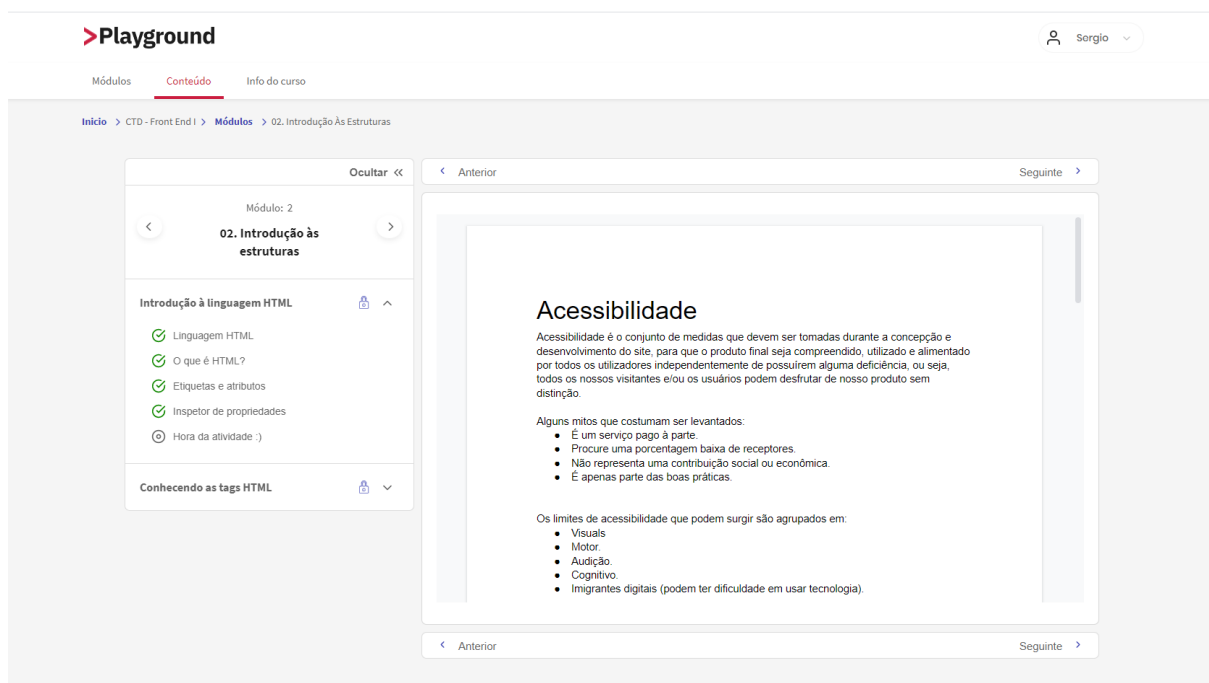 >Playground
Sergio
Módulos Conteúdo Info do curso
Inicio > CTD - Front End I > Módulos > 02. Introdução Às Estruturas
Ocultar
Módulo: 2
02. Introdução às
estruturas
Introdução à linguagem HTML
Linguagem HTML
O que é HTML?
Etiquetas e atributos
Inspetor de propriedades
Hora da atividade :)
Conhecendo as tags HTML
Anterior Seguinte
Acessibilidade
Acessibilidade é o conjunto de medidas que devem ser tomadas durante a concepção e
desenvolvimento do site, para que o produto final seja compreendido, utilizado e alimentado
por todos os utilizadores independentemente de possuírem alguma deficiência, ou seja,
todos os nossos visitantes e/ou os usuários podem desfrutar de nosso produto sem
distinção.
Alguns mitos que costumam ser levantados:
● É um serviço pago à parte.
● Procure uma porcentagem baixa de receptores.
● Não representa uma contribuição social ou econômica.
● É apenas parte das boas práticas.
Os limites de acessibilidade que podem surgir são agrupados em:
● Visuals
● Motor.
● Audição.
● Cognitivo.
● Imigrantes digitais (podem ter dificuldade em usar tecnologia).
Anterior Seguinte